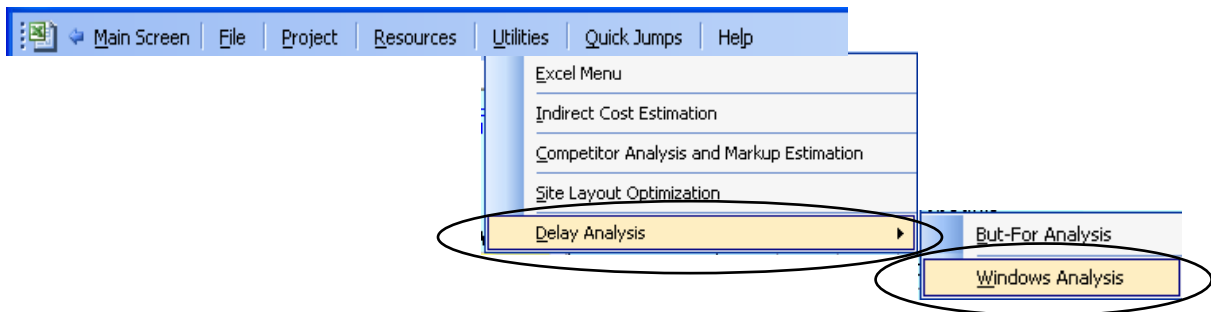 Main Screen File Project Resources Utilities Quick Jumps Help
Excel Menu
Indirect Cost Estimation
Competitor Analysis and Markup Estimation
Site Layout Optimization
Delay Analysis
But-For Analysis
Windows Analysis